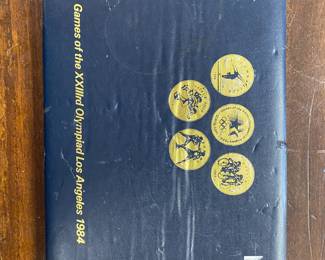 Games of the XXIIIrd Olympiad Los Angeles 1984